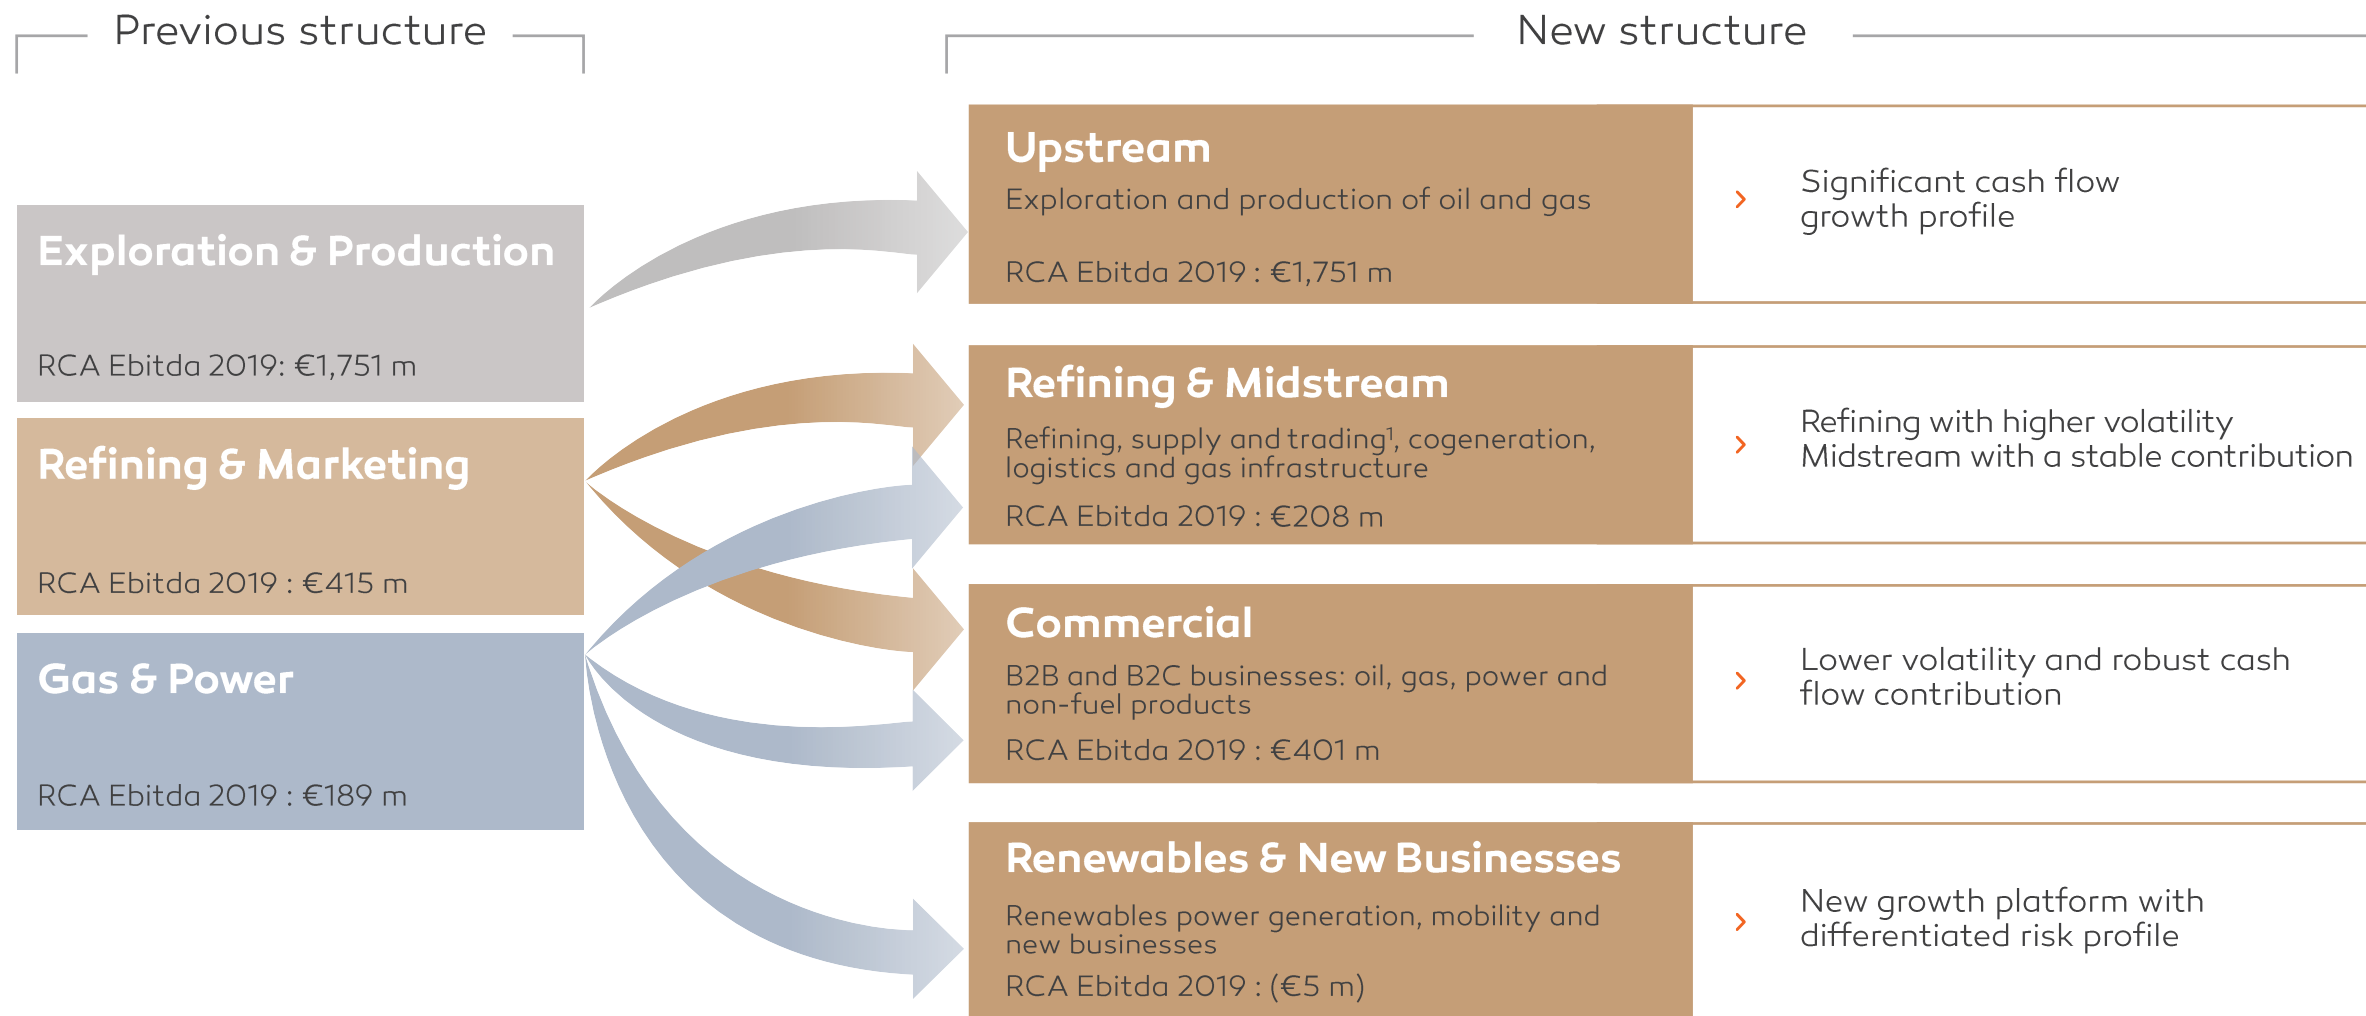 Previous structure
New structure
Exploration & Production
RCA Ebitda 2019: €1,751 m
Refining & Marketing
RCA Ebitda 2019 : €415 m
Gas & Power
RCA Ebitda 2019 : €189 m
Upstream
Exploration and production of oil and gas
RCA Ebitda 2019 : €1,751 m
Significant cash flow
growth profile
Refining & Midstream
Refining, supply and trading¹, cogeneration,
logistics and gas infrastructure
RCA Ebitda 2019 : €208 m
Refining with higher volatility
Midstream with a stable contribution
Commercial
B2B and B2C businesses: oil, gas, power and
non-fuel products
RCA Ebitda 2019 : €401 m
Lower volatility and robust cash
flow contribution
Renewables & New Businesses
Renewables power generation, mobility and
new businesses
RCA Ebitda 2019 : (€5 m)
New growth platform with
differentiated risk profile